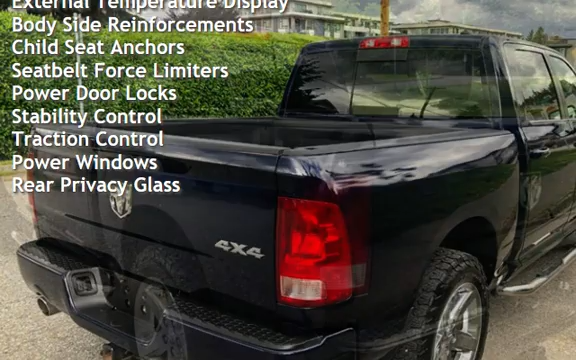 External Temperature Display
Body Side Reinforcements
Child Seat Anchors
Seatbelt Force Limiters
Power Door Locks
Stability Control
Traction Control
Power Windows
Rear Privacy Glass
4X4